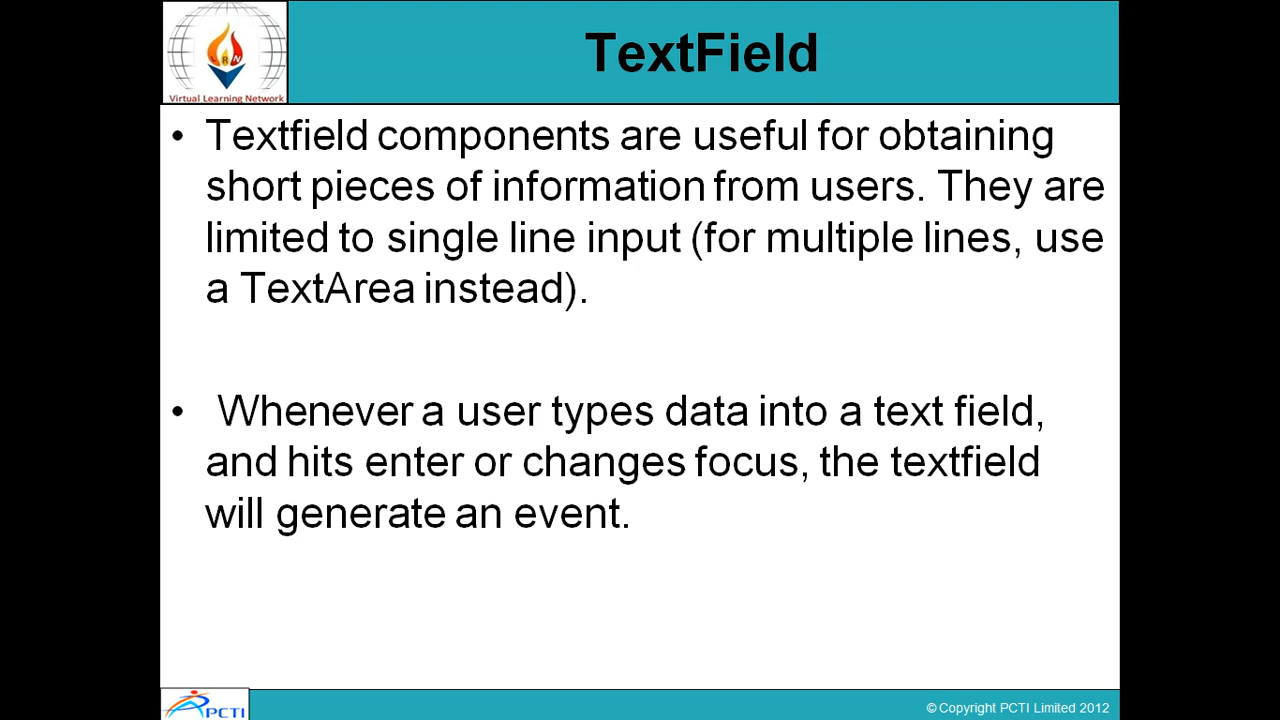 TextField
LRN
Virtual Learning Network
• Textfield components are useful for obtaining
short pieces of information from users. They are
limited to single line input (for multiple lines, use
a TextArea instead).
• Whenever a user types data into a text field,
and hits enter or changes focus, the textfield
will generate an event.
PCTI
© Copyright PCTI Limited 2012